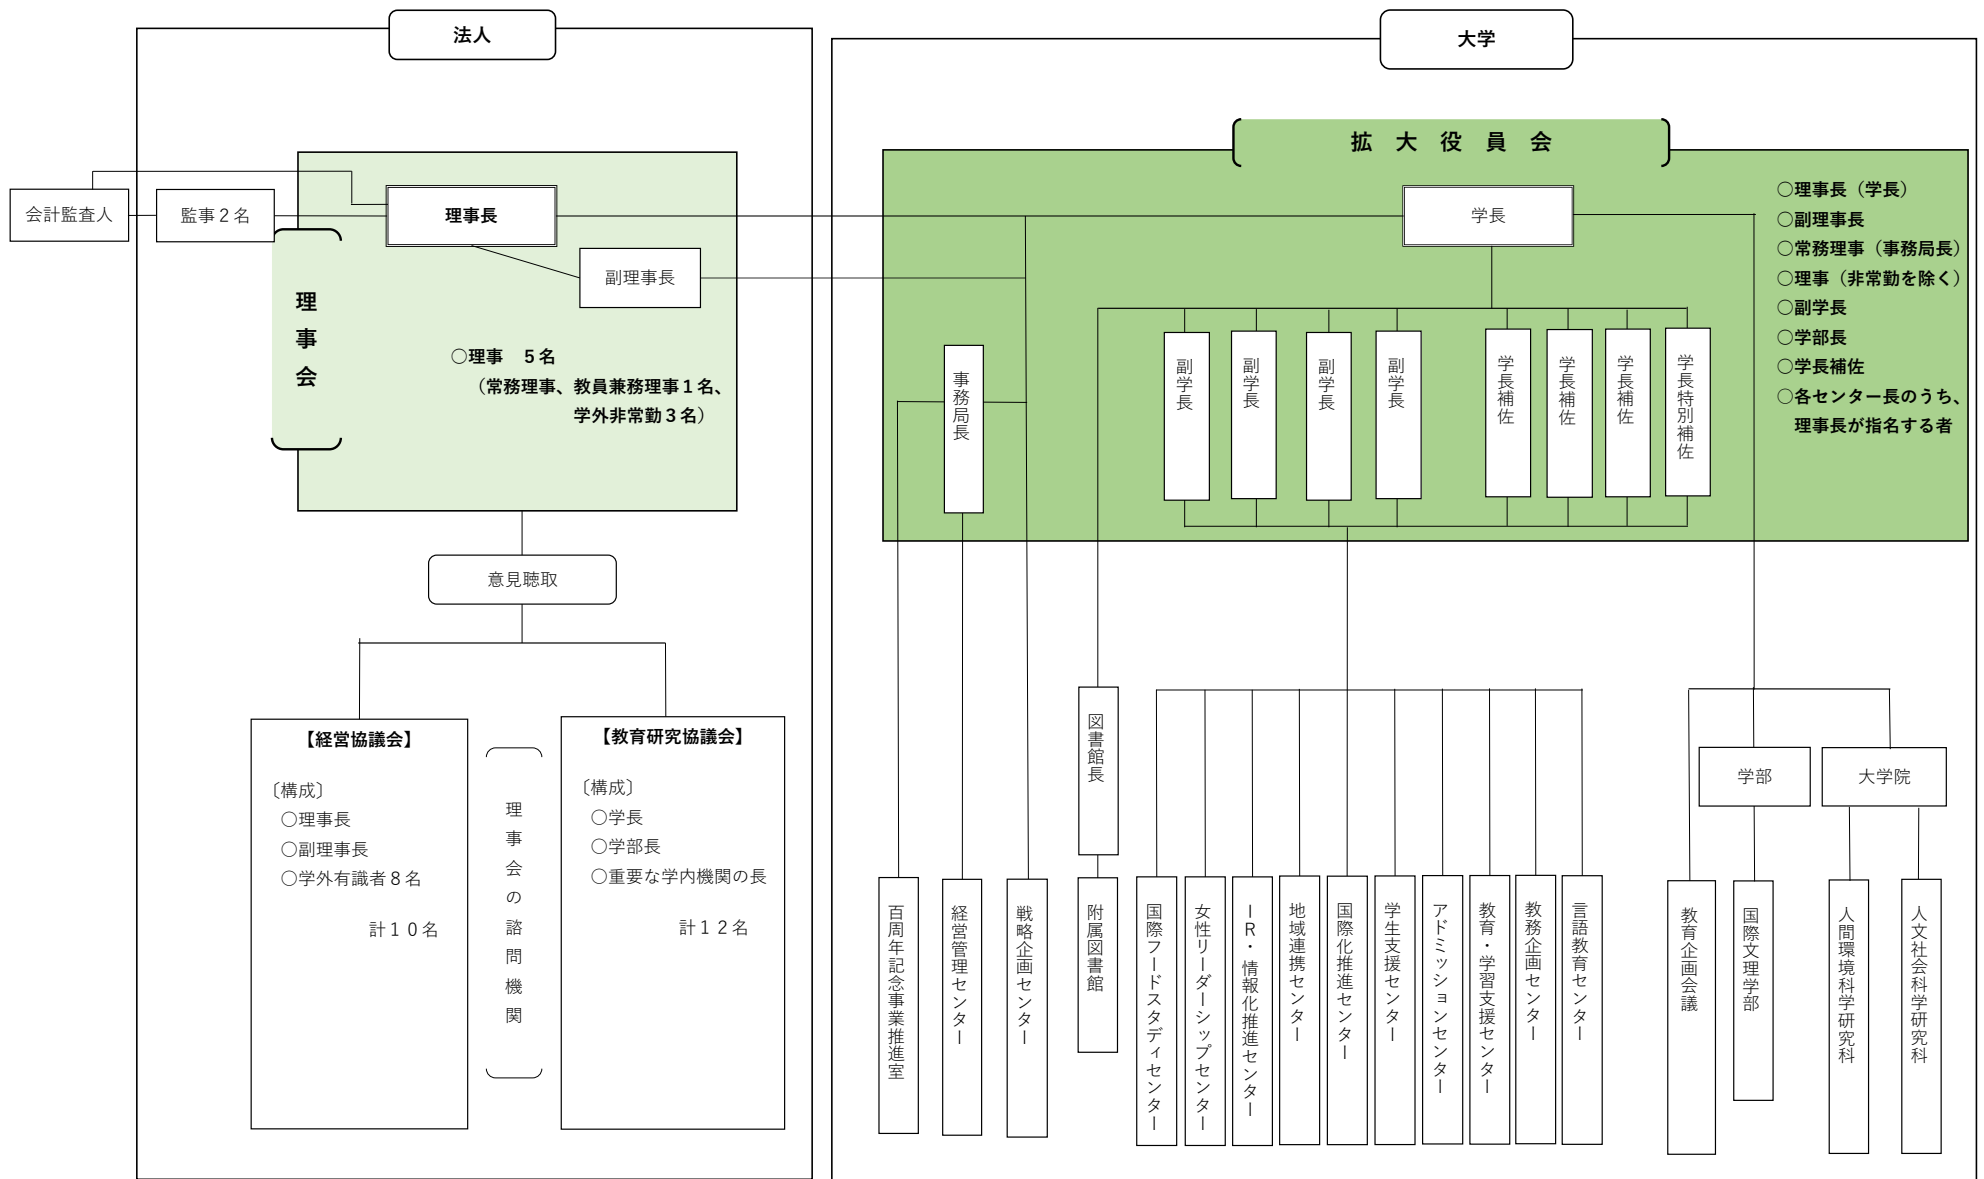 法人
大学
拡大役員会
会計監査人
監事２名
理事長
副理事長
理事会
○理事　５名
（常務理事、教員兼務理事１名、
学外非常勤３名）
意見聴取
【経営協議会】
〔構成〕
○理事長
○副理事長
○学外有識者８名
計１０名
理事会の諮問機関
【教育研究協議会】
〔構成〕
○学長
○学部長
○重要な学内機関の長
計１２名
学長
○理事長（学長）
○副理事長
○常務理事（事務局長）
○理事（非常勤を除く）
○副学長
○学部長
○学長補佐
○各センター長のうち、
理事長が指名する者
事務局長
副学長
副学長
副学長
副学長
学長補佐
学長補佐
学長補佐
学長特別補佐
図書館長
学部
大学院
百周年記念事業推進室
経営管理センター
戦略企画センター
附属図書館
国際フードスタディセンター
女性リーダーシップセンター
ＩＲ・情報化推進センター
地域連携センター
国際化推進センター
学生支援センター
アドミッションセンター
教育・学習支援センター
教務企画センター
言語教育センター
教育企画会議
国際文理学部
人間環境科学研究科
人文社会科学研究科